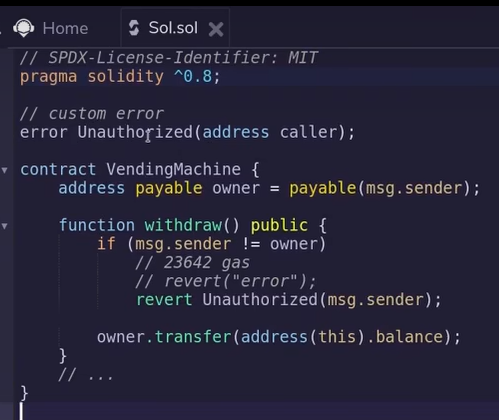 Home Sol.sol
// SPDX-License-Identifier: MIT
pragma solidity ^0.8;
// custom error
error Unauthorized(address caller);
contract VendingMachine {
address payable owner = payable(msg.sender);
function withdraw() public {
if (msg.sender != owner)
// 23642 gas
// revert("error");
revert Unauthorized(msg.sender);
owner.transfer(address(this).balance);
}
// ...
}